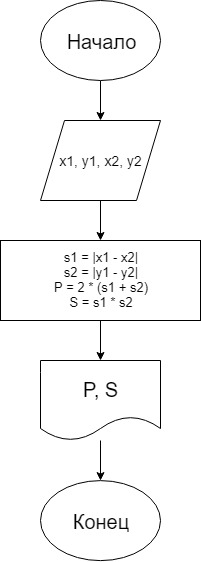 Начало
x1, y1, x2, y2
s1 = |x1 - x2|
s2 = |y1 - y2|
P = 2 * (s1 + s2)
S = s1 * s2
P, S
Конец